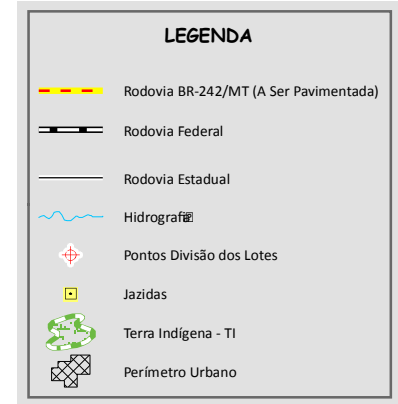 LEGENDA
Rodovia BR-242/MT (A Ser Pavimentada)
Rodovia Federal
Rodovia Estadual
Hidrografia
Pontos Divisão dos Lotes
Jazidas
Terra Indígena - TI
Perímetro Urbano